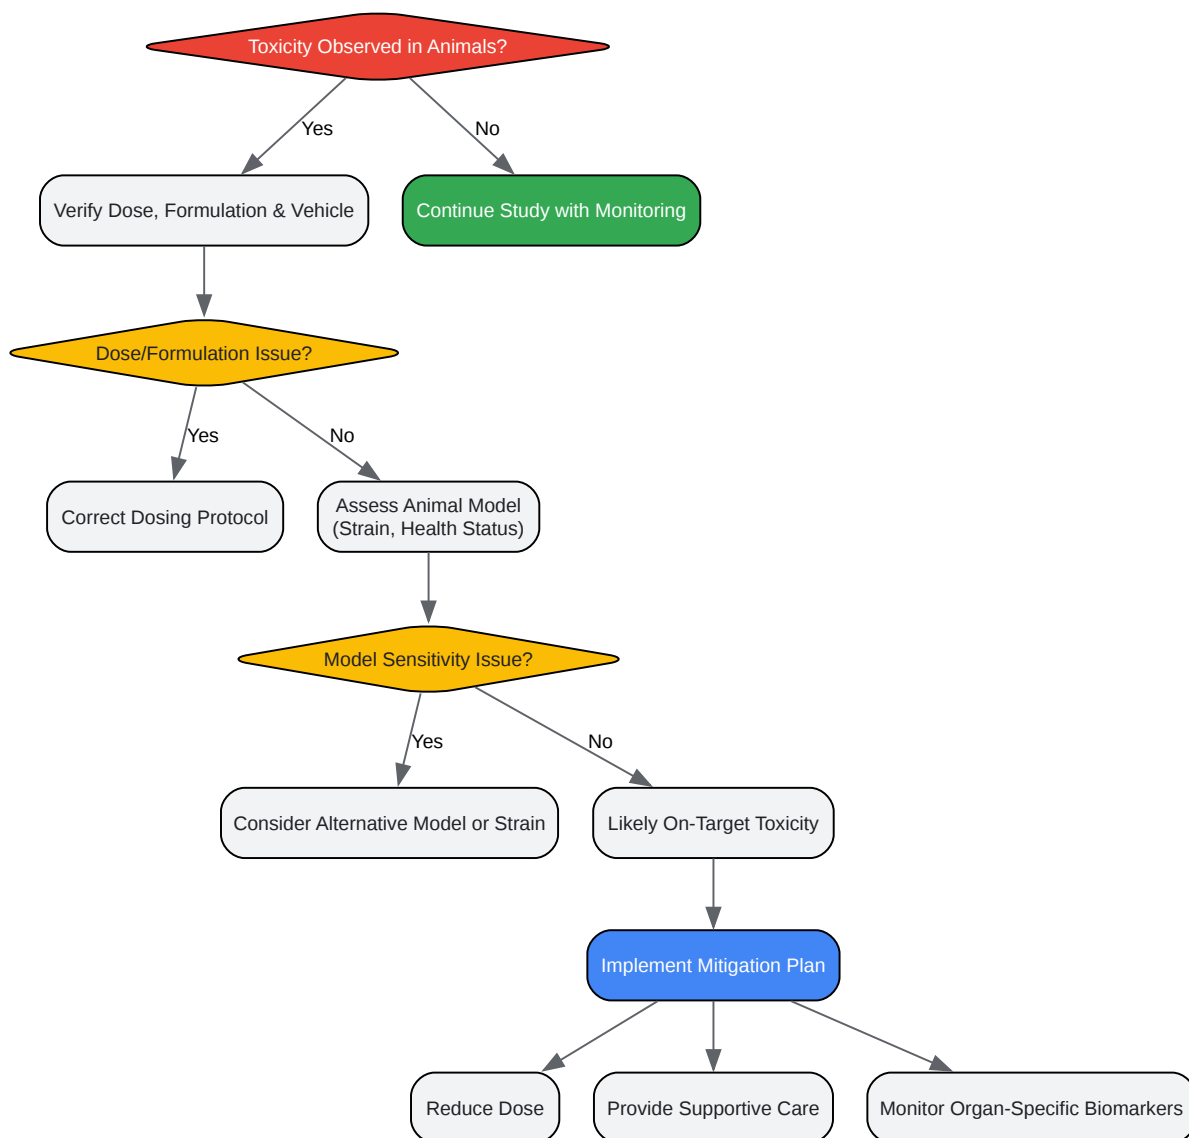 Toxicity Observed in Animals?
Yes
No
Verify Dose, Formulation & Vehicle
Continue Study with Monitoring
Dose/Formulation Issue?
Yes
No
Correct Dosing Protocol
Assess Animal Model
(Strain, Health Status)
Model Sensitivity Issue?
Yes
No
Consider Alternative Model or Strain
Likely On-Target Toxicity
Implement Mitigation Plan
Reduce Dose
Provide Supportive Care
Monitor Organ-Specific Biomarkers